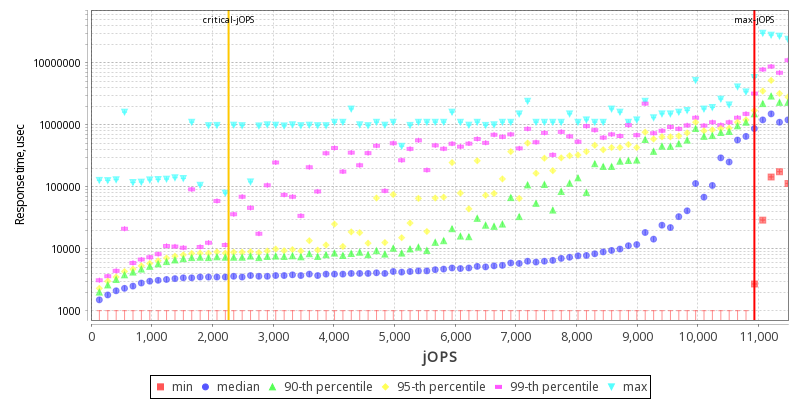 critical-jOPS max-jOPS
10000000
1000000
100000
10000
1000
Response time, usec
0 1,000 2,000 3,000 4,000 5,000 6,000 7,000 8,000 9,000 10,000 11,000
jOPS
min median 90-th percentile 95-th percentile 99-th percentile max